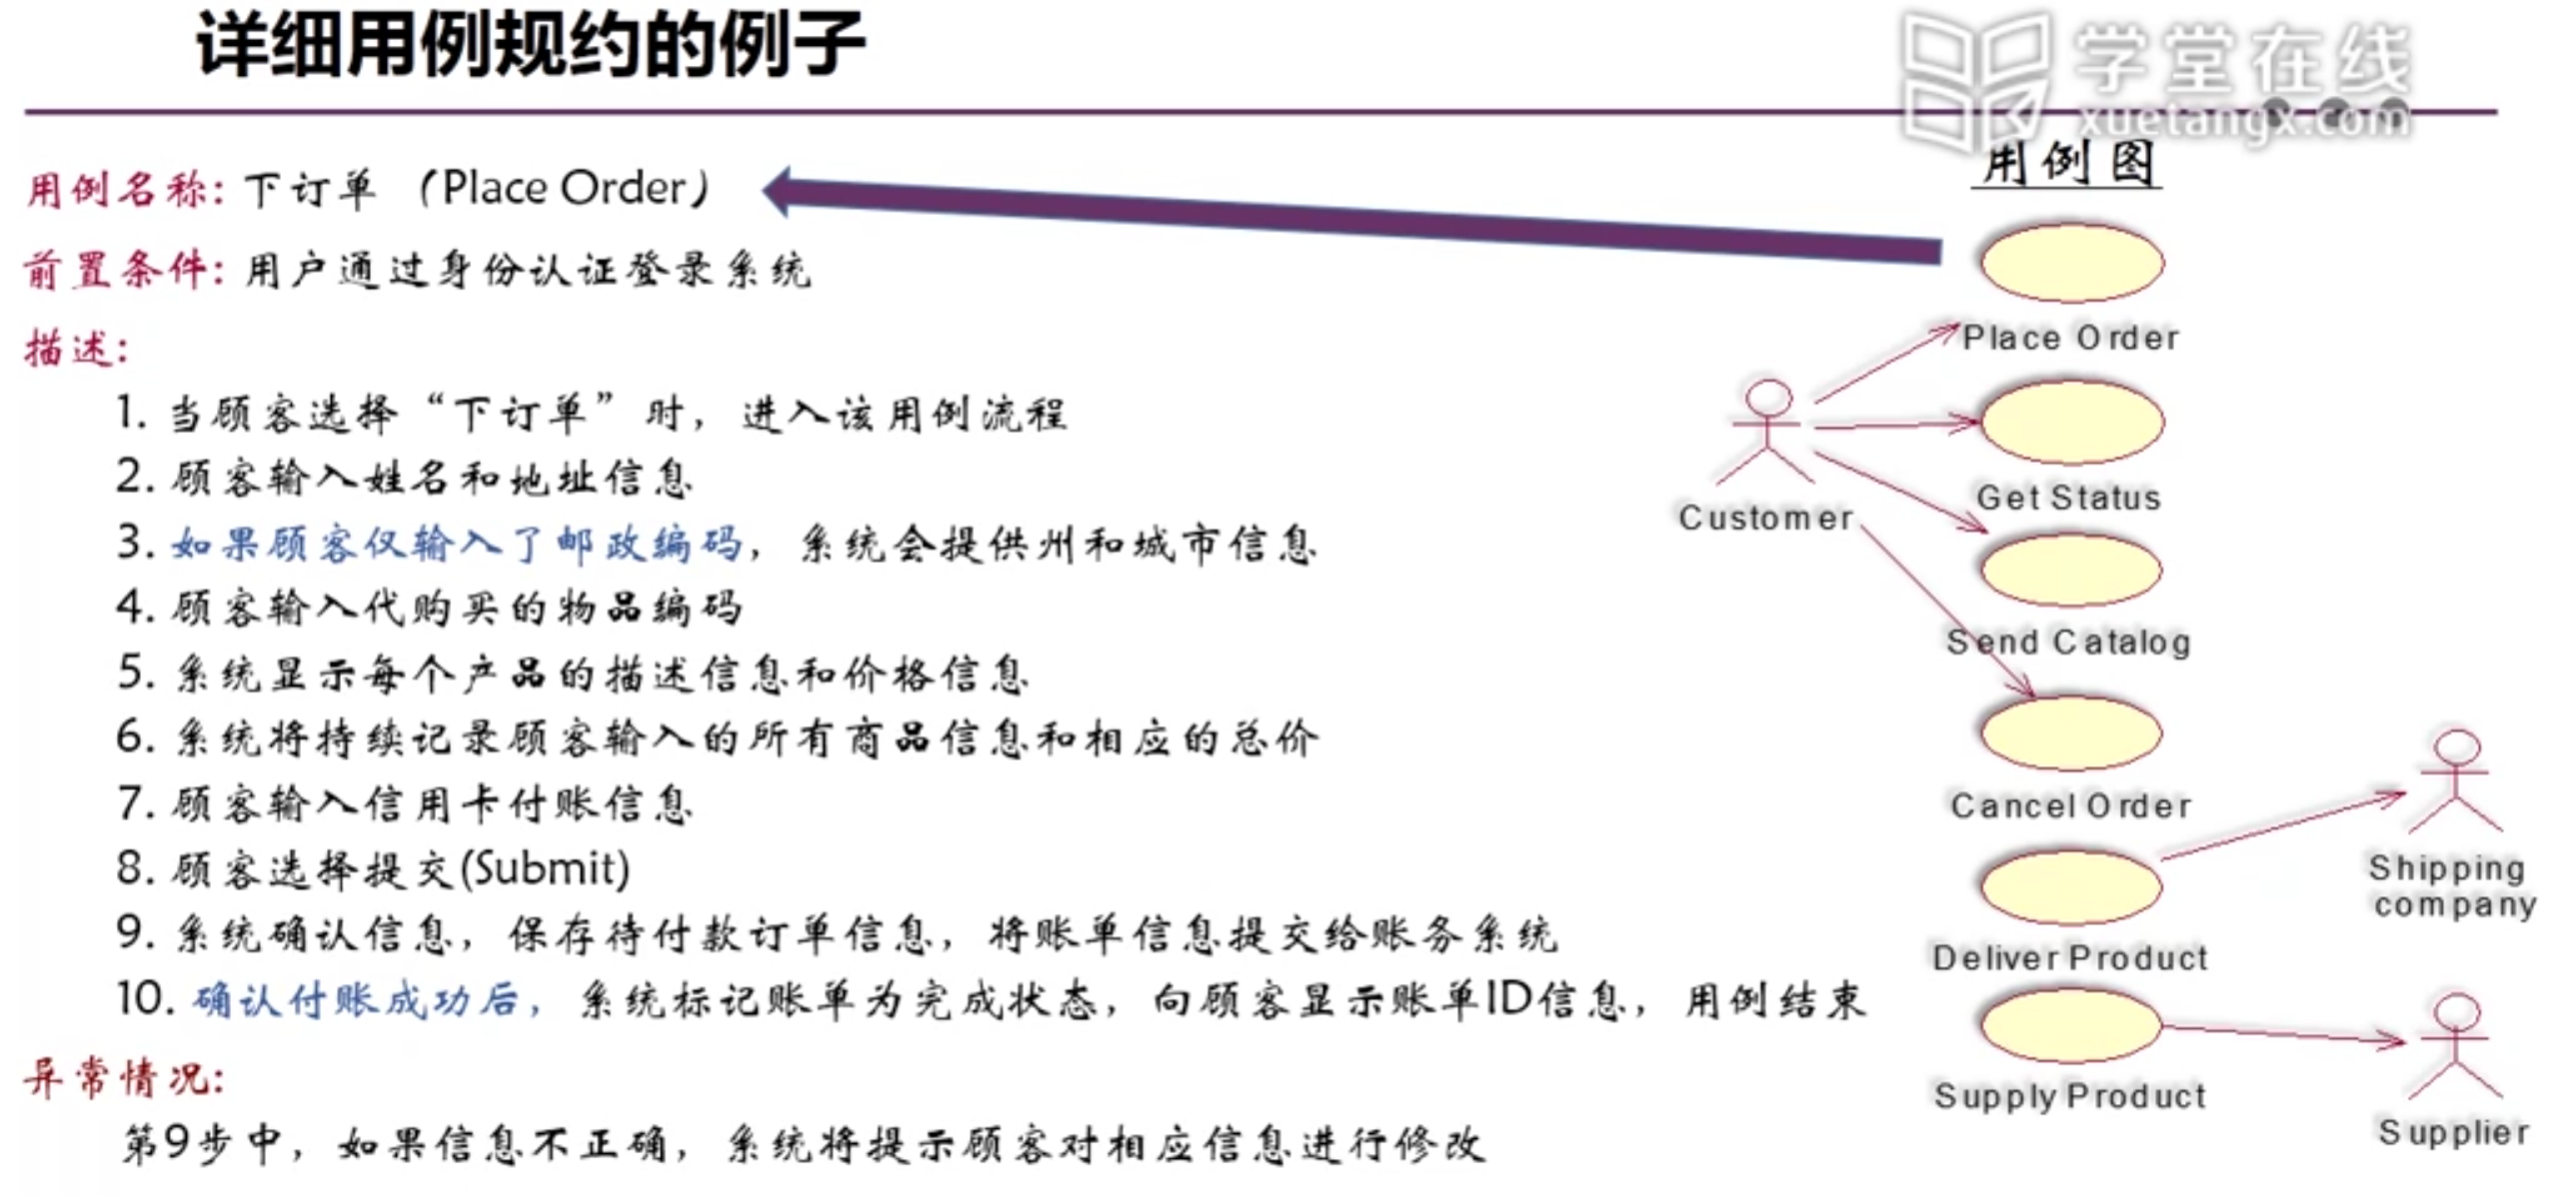 详细用例规约的例子
学堂在线
xuetangx.com
用例名称: 下订单 （Place Order）
前置条件: 用户通过身份认证登录系统
描述:
1. 当顾客选择“下订单”时，进入该用例流程
2. 顾客输入姓名和地址信息
3. 如果顾客仅输入了邮政编码，系统会提供州和城市信息
4. 顾客输入代购买的物品编码
5. 系统显示每个产品的描述信息和价格信息
6. 系统将持续记录顾客输入的所有商品信息和相应的总价
7. 顾客输入信用卡付账信息
8. 顾客选择提交(Submit)
9. 系统确认信息，保存待付款订单信息，将账单信息提交给账务系统
10. 确认付账成功后，系统标记账单为完成状态，向顾客显示账单ID信息，用例结束
异常情况:
第9步中，如果信息不正确，系统将提示顾客对相应信息进行修改
用例图
Place Order
Customer
Get Status
Send Catalog
Cancel Order
Shipping
company
Deliver Product
Supply Product
Supplier